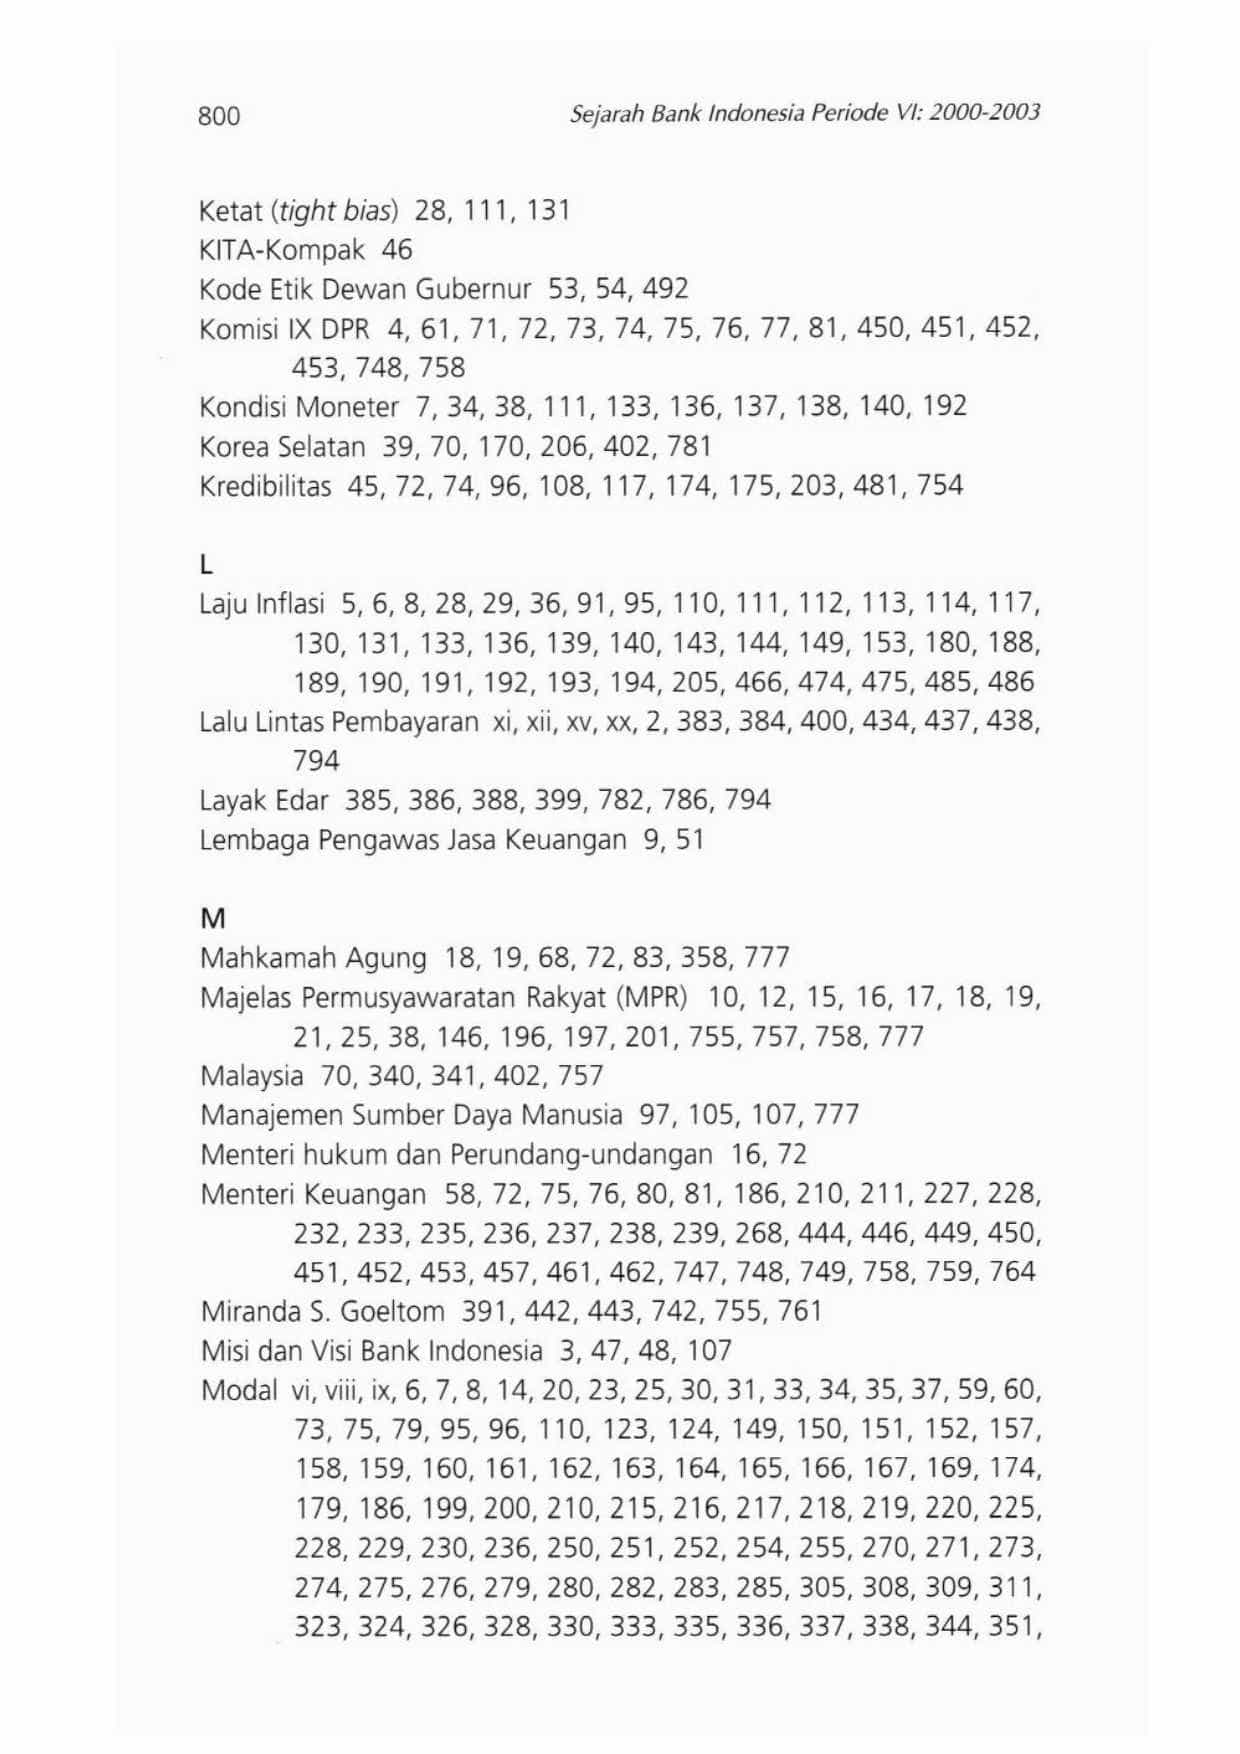 800
Sejarah Bank Indonesia Periode VI: 2000-2003
Ketat (tight bias) 28, 111, 131
KITA-Kompak 46
Kode Etik Dewan Gubernur 53, 54, 492
Komisi IX DPR 4, 61, 71, 72, 73, 74, 75, 76, 77, 81, 450, 451, 452,
453, 748, 758
Kondisi Moneter 7, 34, 38, 111, 133, 136, 137, 138, 140, 192
Korea Selatan 39, 70, 170, 206, 402, 781
Kredibilitas 45, 72, 74, 96, 108, 117, 174, 175, 203, 481, 754
L
Laju Inflasi 5, 6, 8, 28, 29, 36, 91, 95, 110, 111, 112, 113, 114, 117,
130, 131, 133, 136, 139, 140, 143, 144, 149, 153, 180, 188,
189, 190, 191, 192, 193, 194, 205, 466, 474, 475, 485, 486
Lalu Lintas Pembayaran xi, xii, xv, xx, 2, 383, 384, 400, 434, 437, 438,
794
Layak Edar 385, 386, 388, 399, 782, 786, 794
Lembaga Pengawas Jasa Keuangan 9, 51
M
Mahkamah Agung 18, 19, 68, 72, 83, 358, 777
Majelas Permusyawaratan Rakyat (MPR) 10, 12, 15, 16, 17, 18, 19,
21, 25, 38, 146, 196, 197, 201, 755, 757, 758, 777
Malaysia 70, 340, 341, 402, 757
Manajemen Sumber Daya Manusia 97, 105, 107, 777
Menteri hukum dan Perundang-undangan 16, 72
Menteri Keuangan 58, 72, 75, 76, 80, 81, 186, 210, 211, 227, 228,
232, 233, 235, 236, 237, 238, 239, 268, 444, 446, 449, 450,
451, 452, 453, 457, 461, 462, 747, 748, 749, 758, 759, 764
Miranda S. Goeltom 391, 442, 443, 742, 755, 761
Misi dan Visi Bank Indonesia 3, 47, 48, 107
Modal vi, viii, ix, 6, 7, 8, 14, 20, 23, 25, 30, 31, 33, 34, 35, 37, 59, 60,
73, 75, 79, 95, 96, 110, 123, 124, 149, 150, 151, 152, 157,
158, 159, 160, 161, 162, 163, 164, 165, 166, 167, 169, 174,
179, 186, 199, 200, 210, 215, 216, 217, 218, 219, 220, 225,
228, 229, 230, 236, 250, 251, 252, 254, 255, 270, 271, 273,
274, 275, 276, 279, 280, 282, 283, 285, 305, 308, 309, 311,
323, 324, 326, 328, 330, 333, 335, 336, 337, 338, 344, 351,